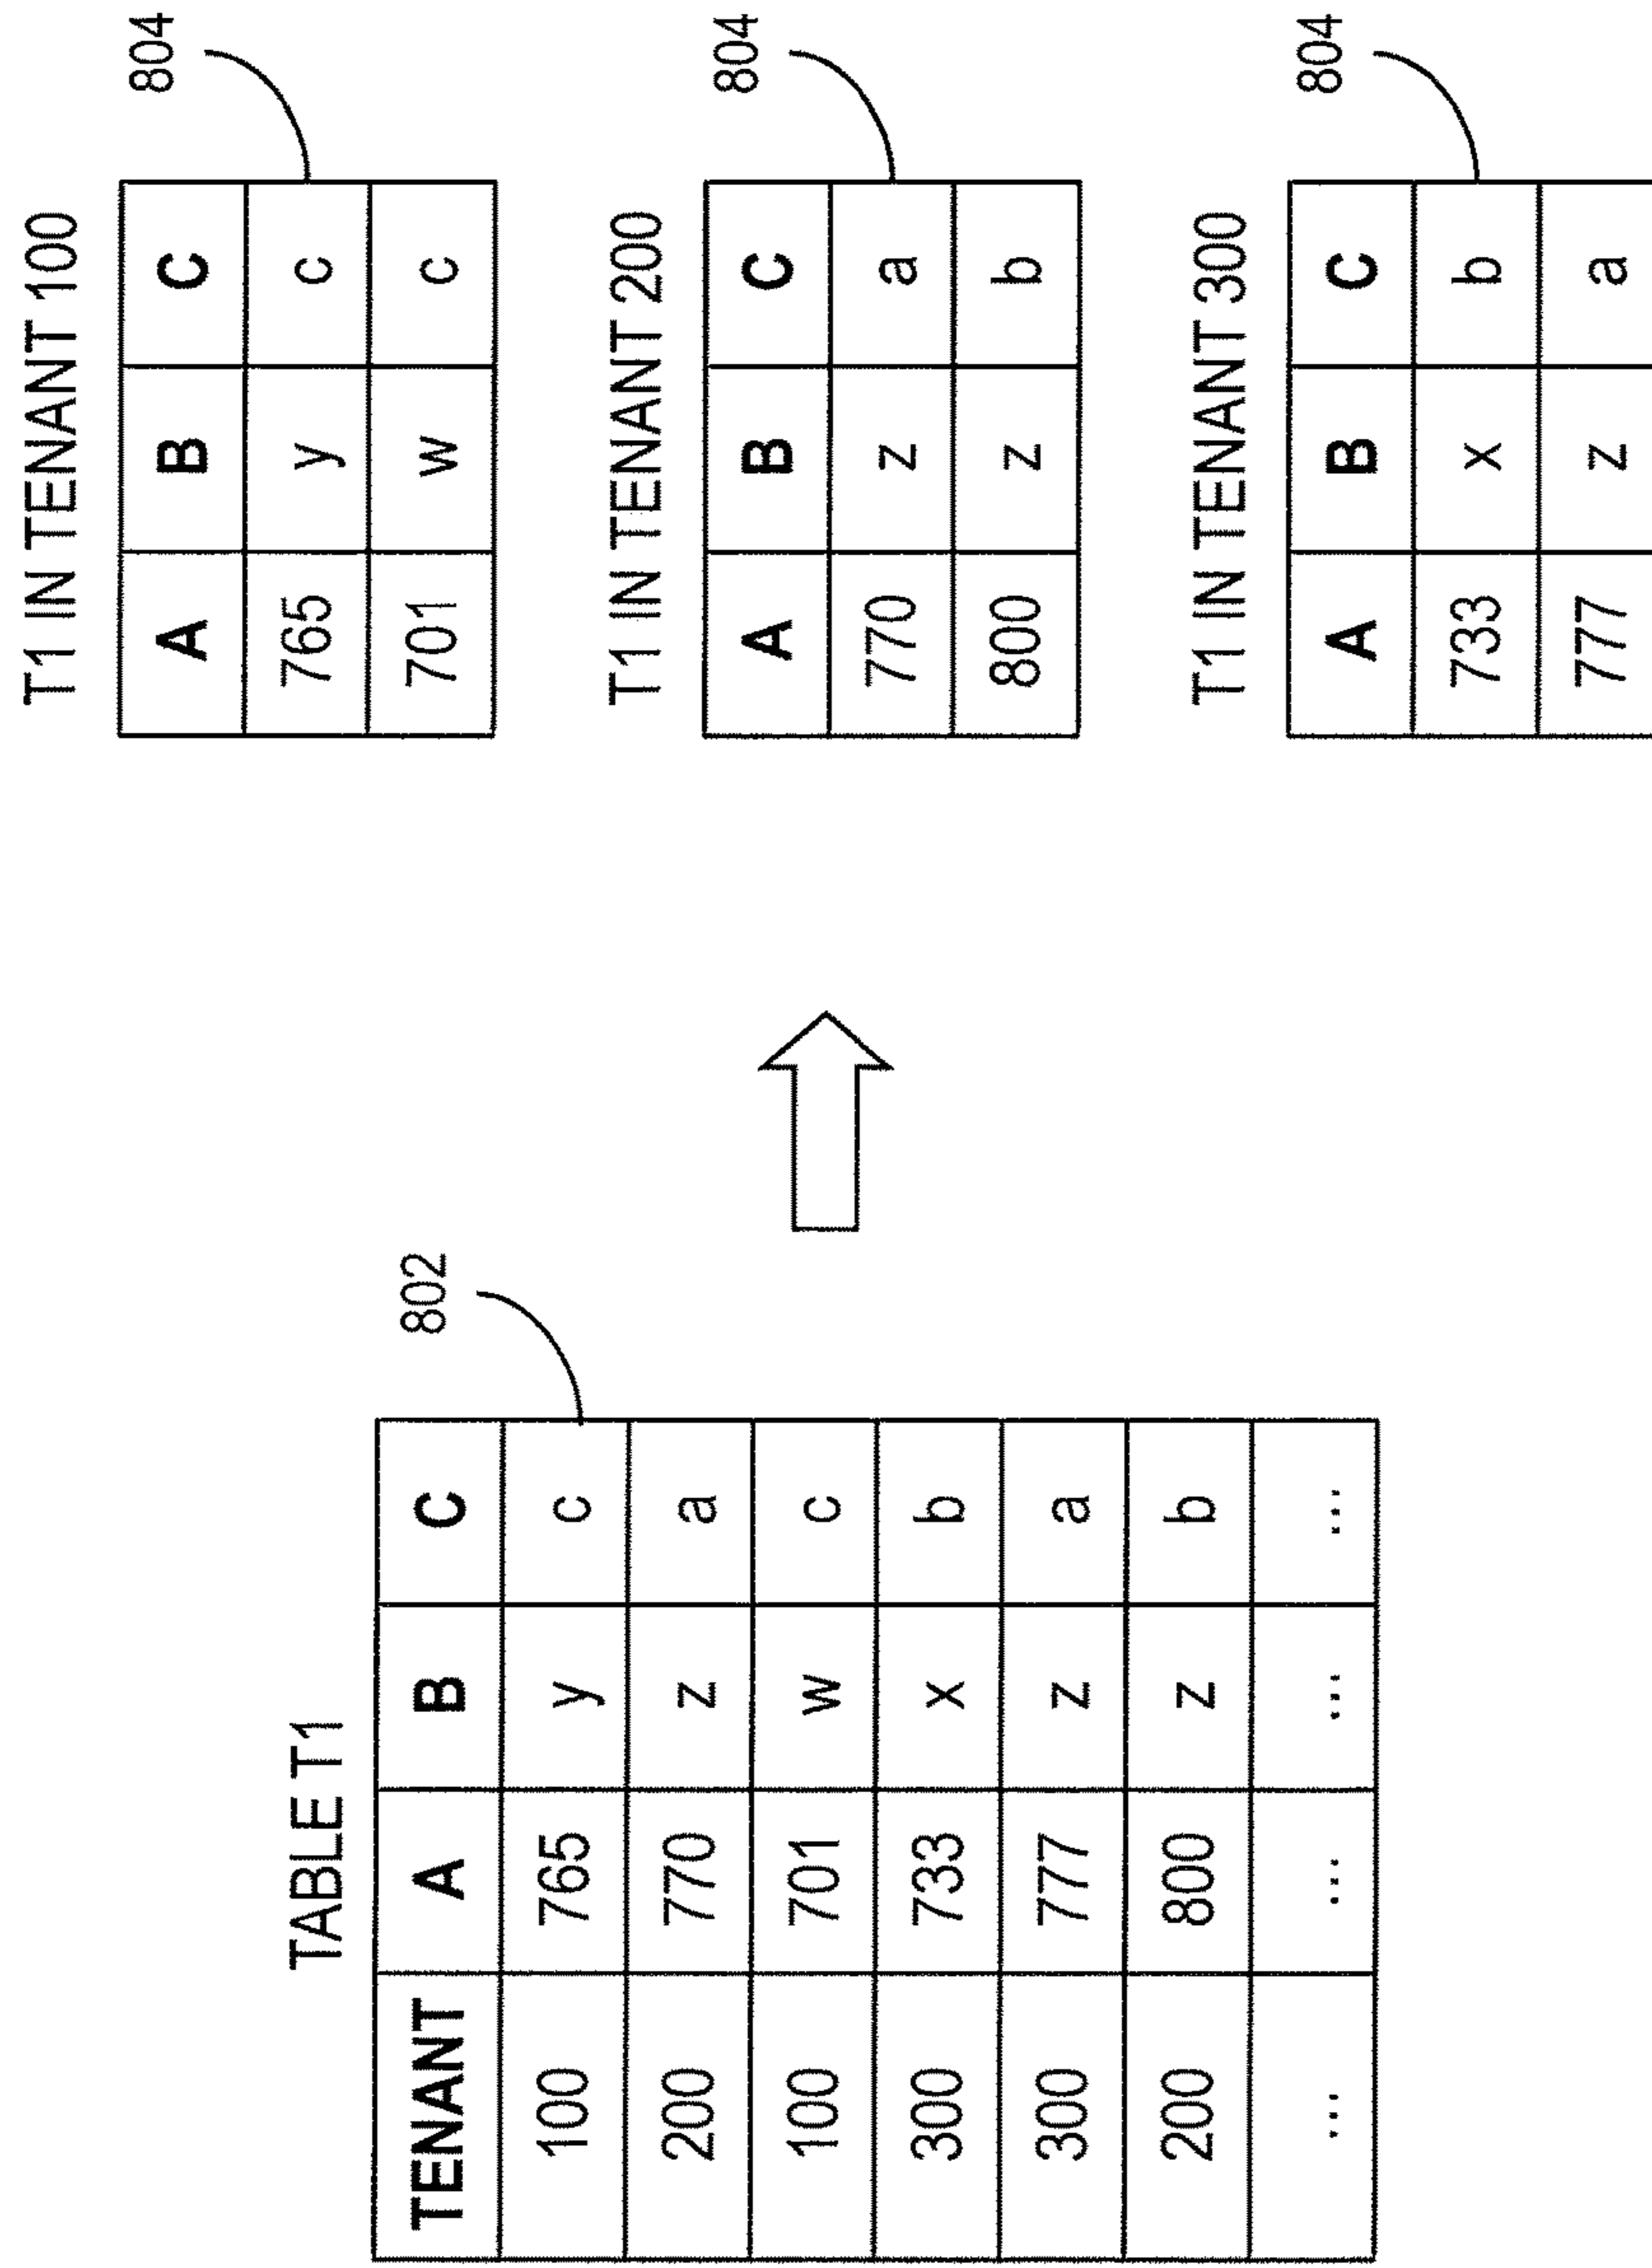 TABLE T1
802
TENANT A B C
100 765 y c
200 770 z a
100 701 w c
300 733 x b
300 777 z a
200 800 z b
... ... ... ...
T1 IN TENANT 100
804
A B C
765 y c
701 w c
T1 IN TENANT 200
804
A B C
770 z a
800 z b
T1 IN TENANT 300
804
A B C
733 x b
777 z a